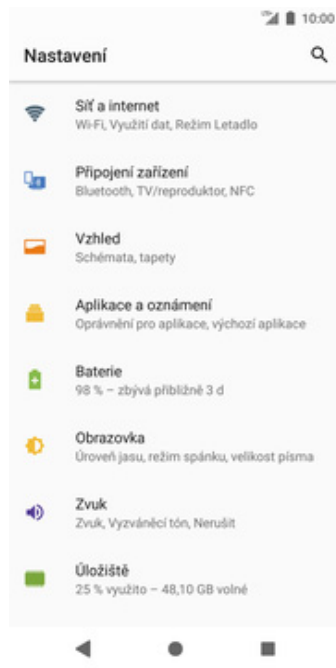 10:00
Nastavení
Síť a internet
Wi-Fi, Využití dat, Režim Letadlo
Připojení zařízení
Bluetooth, TV/reproduktor, NFC
Vzhled
Schémata, tapety
Aplikace a oznámení
Oprávnění pro aplikace, výchozí aplikace
Baterie
98 % – zbývá přibližně 3 d
Obrazovka
Úroveň jasu, režim spánku, velikost písma
Zvuk
Zvuk, Vyzváněcí tón, Nerušit
Úložiště
25 % využito – 48,10 GB volné